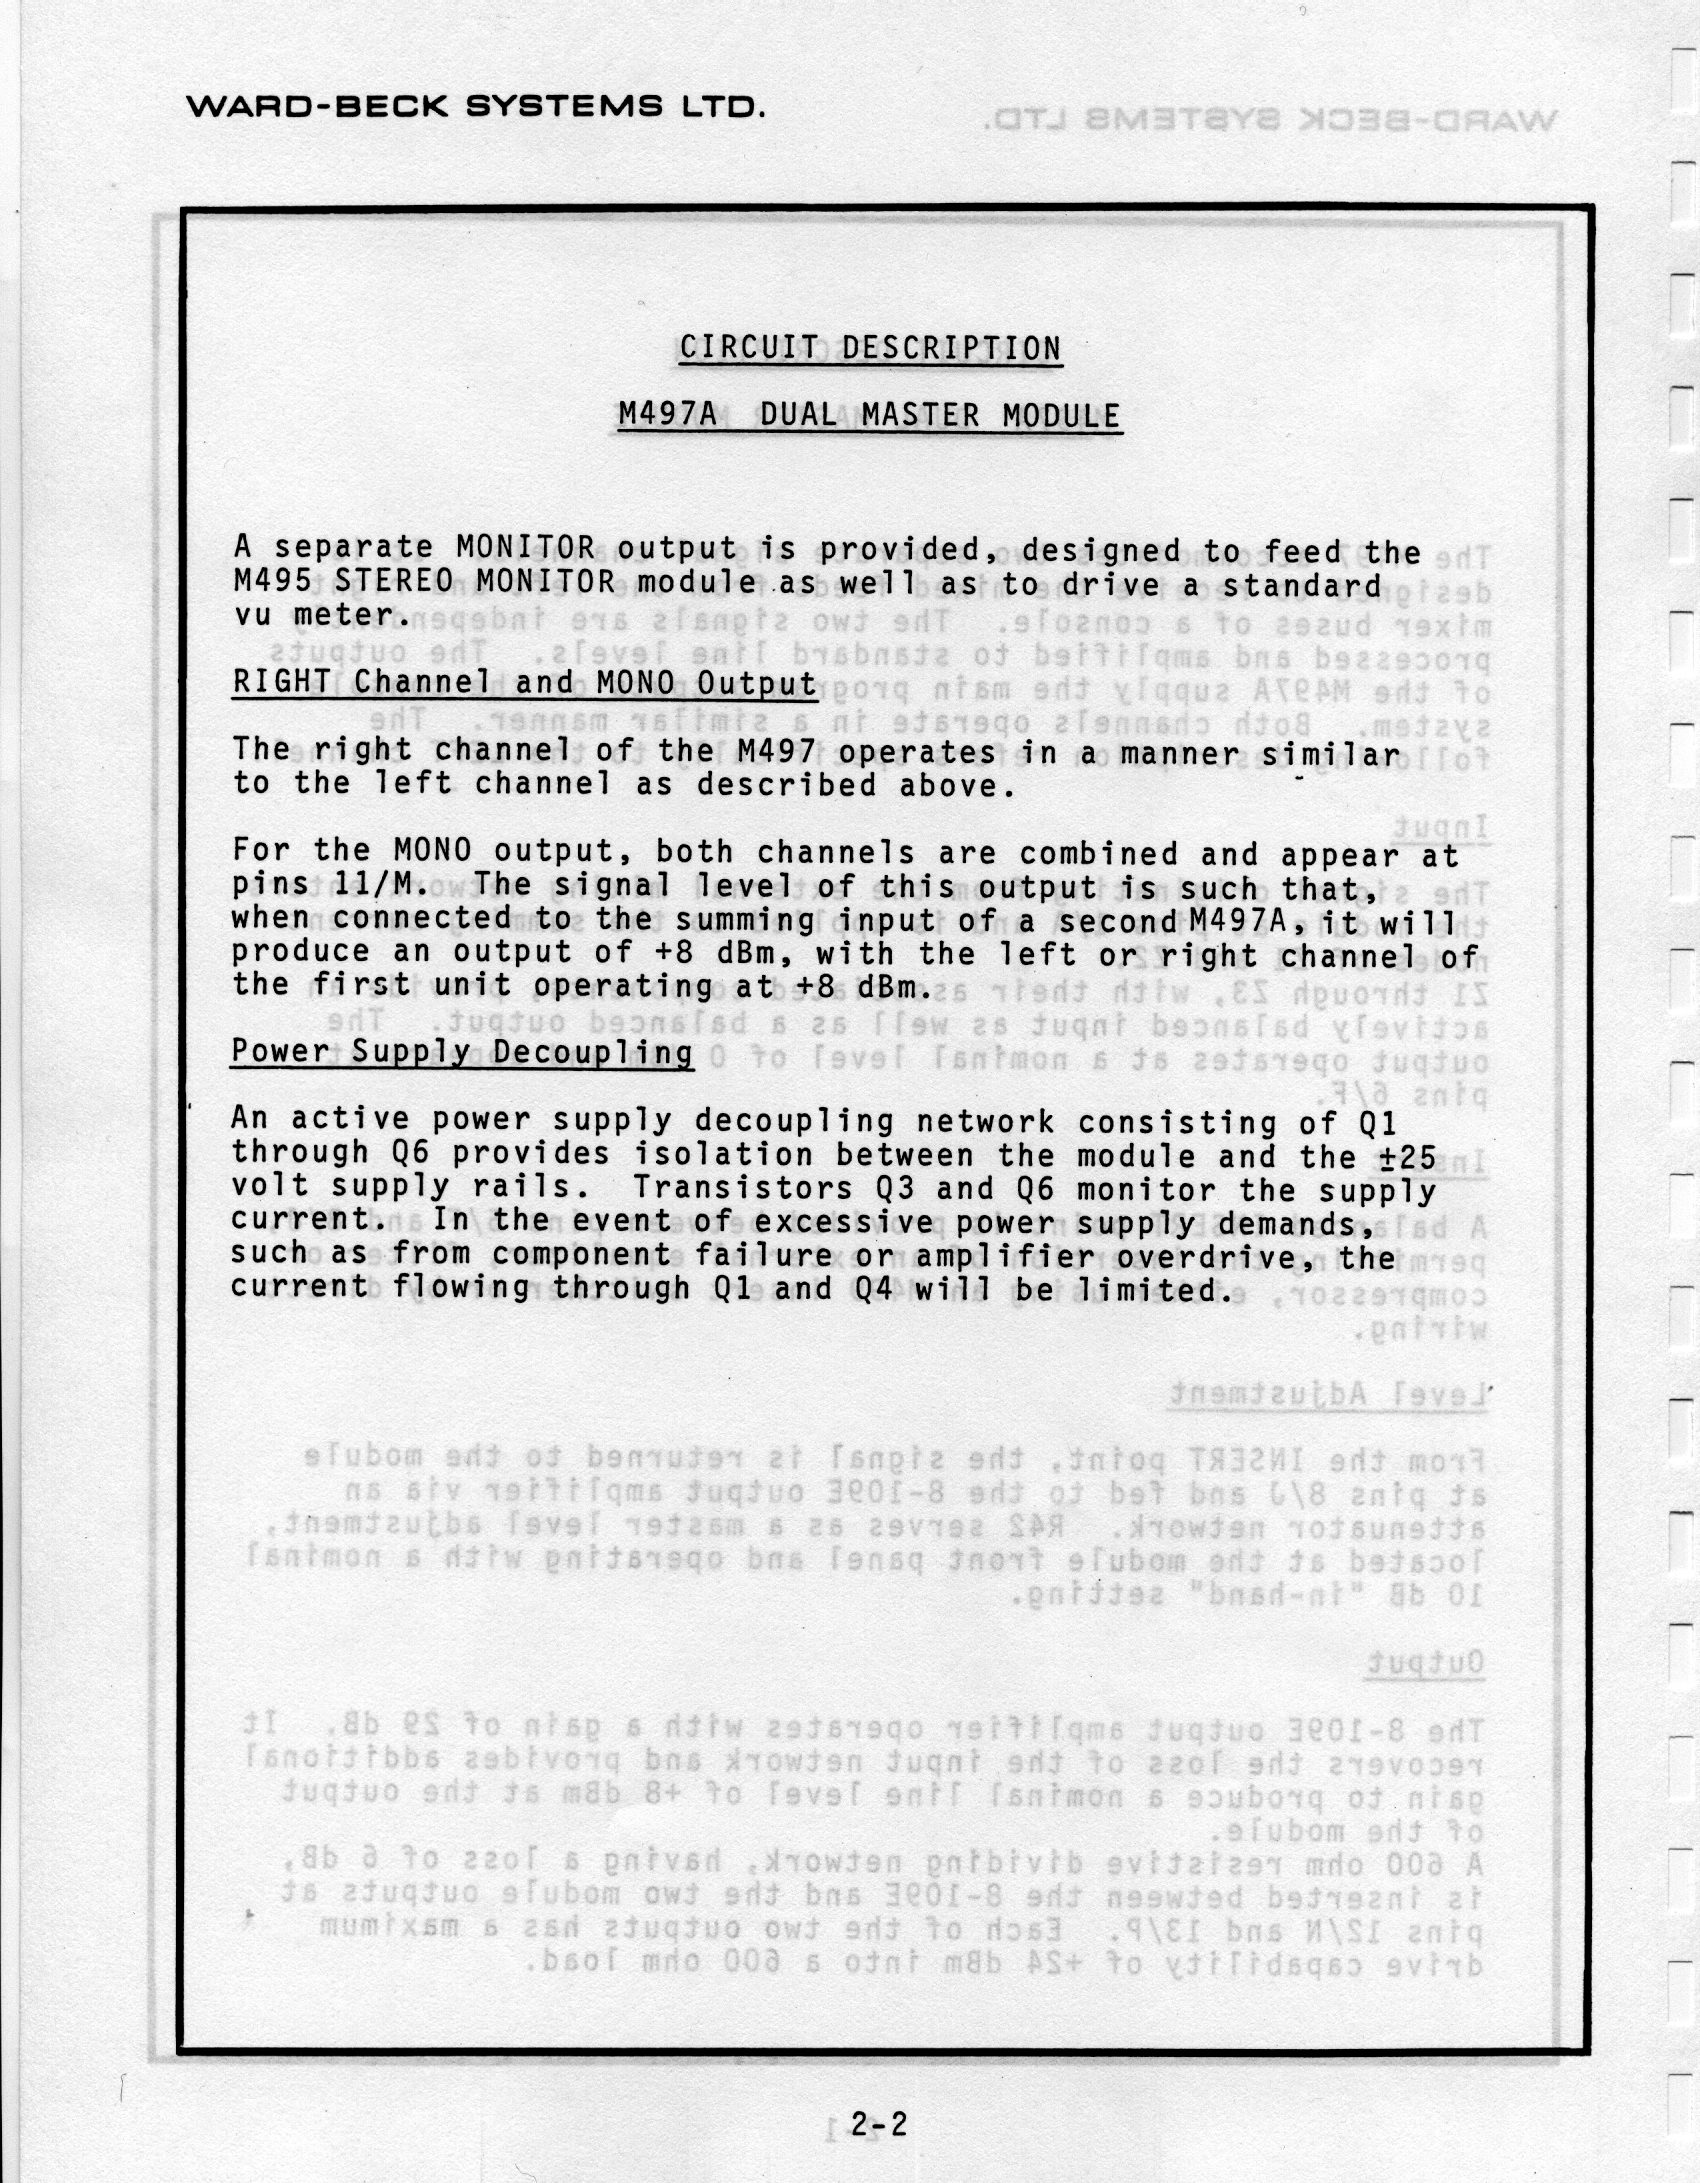 WARD-BECK SYSTEMS LTD.
CIRCUIT DESCRIPTION
M497A DUAL MASTER MODULE
A separate MONITOR output is provided, designed to feed the
M495 STEREO MONITOR module as well as to drive a standard
vu meter.
RIGHT Channel and MONO Output
The right channel of the M497 operates in a manner similar
to the left channel as described above.
For the MONO output, both channels are combined and appear at
pins 11/M. The signal level of this output is such that,
when connected to the summing input of a second M497A, it will
produce an output of +8 dBm, with the left or right channel of
the first unit operating at +8 dBm.
Power Supply Decoupling
An active power supply decoupling network consisting of Q1
through Q6 provides isolation between the module and the ±25
volt supply rails. Transistors Q3 and Q6 monitor the supply
current. In the event of excessive power supply demands,
such as from component failure or amplifier overdrive, the
current flowing through Q1 and Q4 will be limited.
2-2